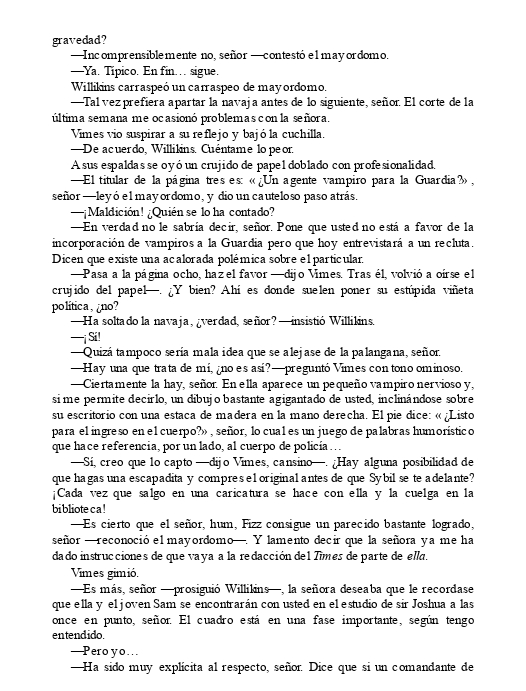 gravedad?
—Incomprensiblemente no, señor —contestó el mayordomo.
—Ya. Típico. En fin… sigue.
Willikins carraspeó un carraspeo de mayordomo.
—Tal vez prefiera apartar la navaja antes de lo siguiente, señor. El corte de la
última semana me ocasionó problemas con la señora.
Vimes vio suspirar a su reflejo y bajó la cuchilla.
—De acuerdo, Willikins. Cuéntame lo peor.
A sus espaldas se oyó un crujido de papel doblado con profesionalidad.
—El titular de la página tres es: «¿Un agente vampiro para la Guardia?»,
señor —leyó el mayordomo, y dio un cauteloso paso atrás.
—¡Maldición! ¿Quién se lo ha contado?
—En verdad no le sabría decir, señor. Pone que usted no está a favor de la
incorporación de vampiros a la Guardia pero que hoy entrevistará a un recluta.
Dicen que existe una acalorada polémica sobre el particular.
—Pasa a la página ocho, haz el favor —dijo Vimes. Tras él, volvió a oírse el
crujido del papel—. ¿Y bien? Ahí es donde suelen poner su estúpida viñeta
política, ¿no?
—Ha soltado la navaja, ¿verdad, señor? —insistió Willikins.
—¡Sí!
—Quizá tampoco sería mala idea que se alejase de la palangana, señor.
—Hay una que trata de mí, ¿no es así? —preguntó Vimes con tono ominoso.
—Ciertamente la hay, señor. En ella aparece un pequeño vampiro nervioso y,
si me permite decirlo, un dibujo bastante agigantado de usted, inclinándose sobre
su escritorio con una estaca de madera en la mano derecha. El pie dice: «¿Listo
para el ingreso en el cuerpo?», señor, lo cual es un juego de palabras humorístico
que hace referencia, por un lado, al cuerpo de policía…
—Sí, creo que lo capto —dijo Vimes, cansino—. ¿Hay alguna posibilidad de
que hagas una escapadita y compres el original antes de que Sybil se te adelante?
¡Cada vez que salgo en una caricatura se hace con ella y la cuelga en la
biblioteca!
—Es cierto que el señor, hum, Fizz consigue un parecido bastante logrado,
señor —reconoció el mayordomo—. Y lamento decir que la señora ya me ha
dado instrucciones de que vaya a la redacción del Times de parte de ella.
Vimes gimió.
—Es más, señor —prosiguió Willikins—, la señora deseaba que le recordase
que ella y el joven Sam se encontrarán con usted en el estudio de sir Joshua a las
once en punto, señor. El cuadro está en una fase importante, según tengo
entendido.
—Pero yo…
—Ha sido muy explícita al respecto, señor. Dice que si un comandante de